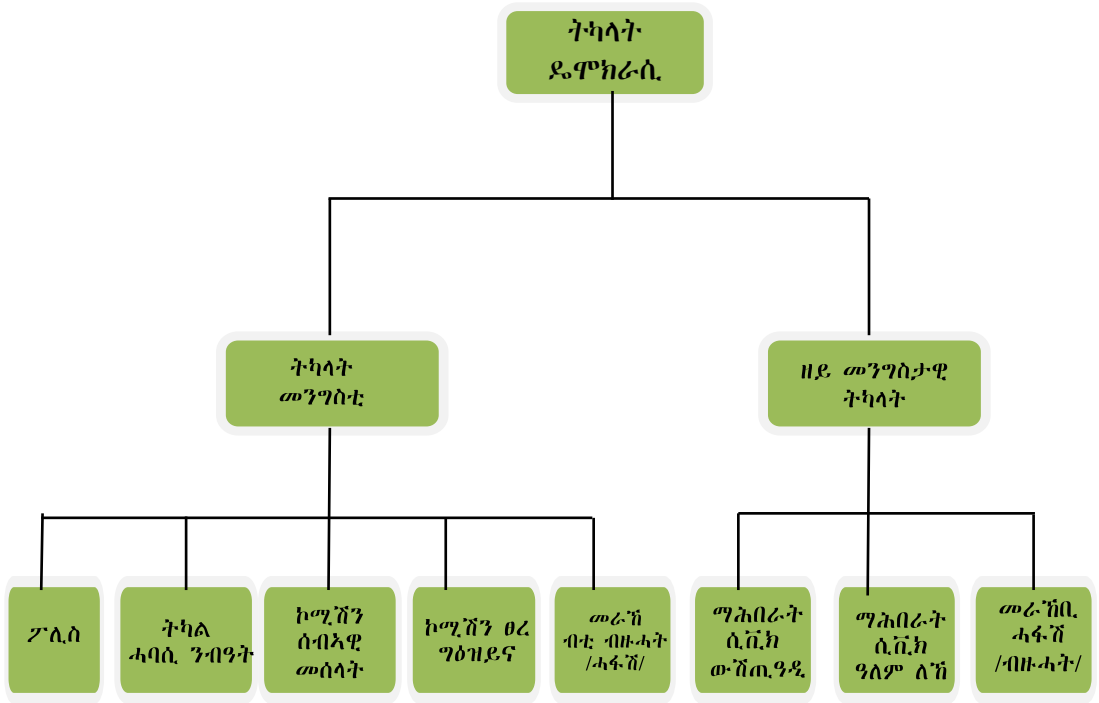 ትካላት
ዴሞክራሲ
ትካላት
መንግስቲ
ዘይ መንግስታዊ
ትካላት
ፖሊስ
ትካል
ሓባሲ ንብዓት
ኮሚሽን
ሰብኣዊ
መሰላት
ኮሚሽን ፀረ
ግዕዝይና
መራኸ
ብቲ ብዙሓት
/ሓፋሽ/
ማሕበራት
ሲቪክ
ውሽጢዓዲ
ማሕበራት
ሲቪክ
ዓለም ለኸ
መራኸቢ
ሓፋሽ
/ብዙሓት/